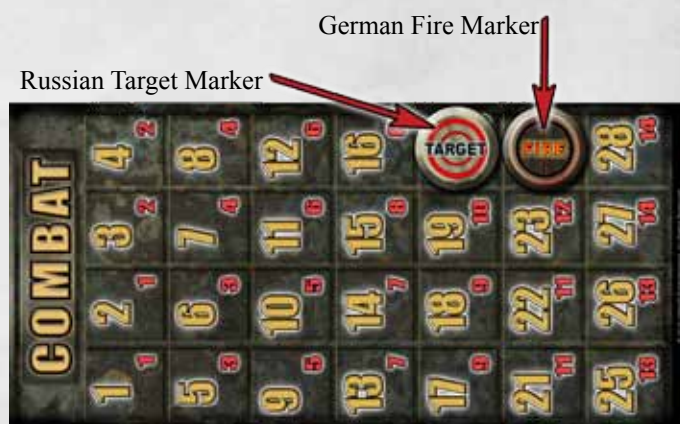 German Fire Marker
Russian Target Marker
COMBAT
1 1 2 1 3 2 4 2
5 3 6 3 7 4 8 4
9 5 10 5 11 6 12 6
13 7 14 7 15 8 16
17 9 18 9 19 10 TARGET
21 11 22 11 23 12 FIRE
25 13 26 13 27 14 28 14